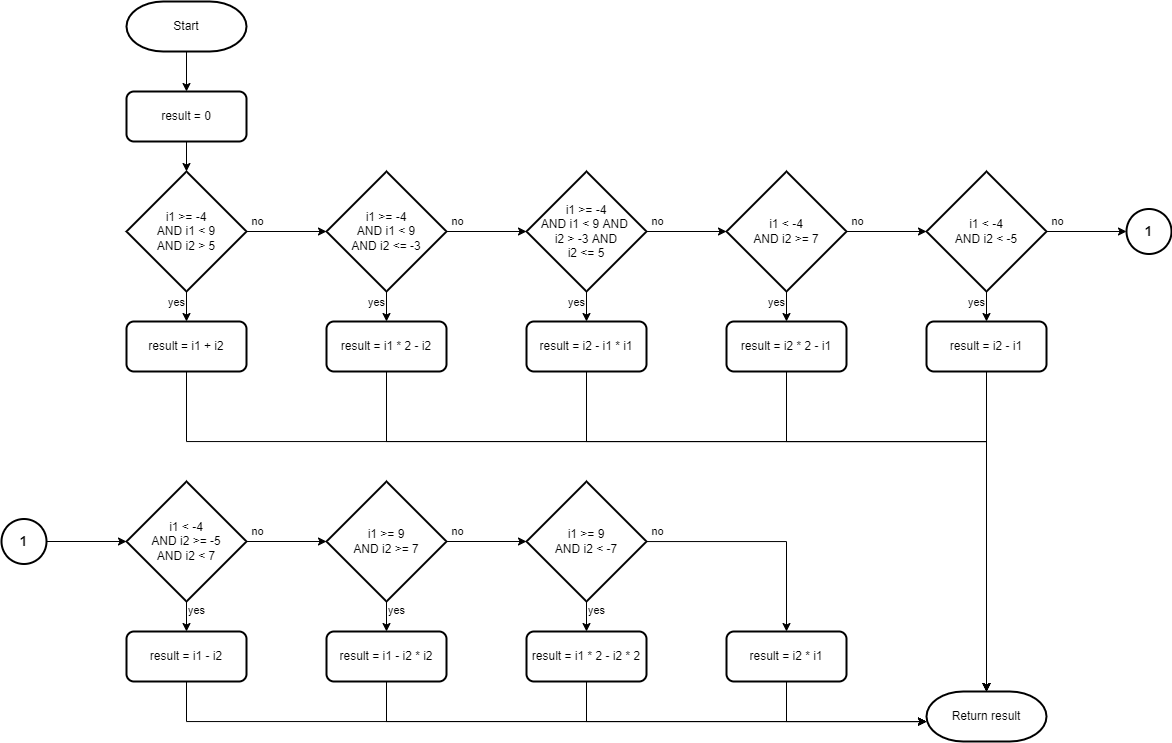 Start
result = 0
i1 >= -4
AND i1 < 9
AND i2 > 5
no
i1 >= -4
AND i1 < 9
AND i2 <= -3
no
i1 >= -4
AND i1 < 9 AND
i2 > -3 AND
i2 <= 5
no
i1 < -4
AND i2 >= 7
no
i1 < -4
AND i2 < -5
no
1
yes
yes
yes
yes
yes
result = i1 + i2
result = i1 * 2 - i2
result = i2 - i1 * i1
result = i2 * 2 - i1
result = i2 - i1
1
i1 < -4
AND i2 >= -5
AND i2 < 7
no
i1 >= 9
AND i2 >= 7
no
i1 >= 9
AND i2 < -7
no
yes
yes
yes
result = i1 - i2
result = i1 - i2 * i2
result = i1 * 2 - i2 * 2
result = i2 * i1
Return result